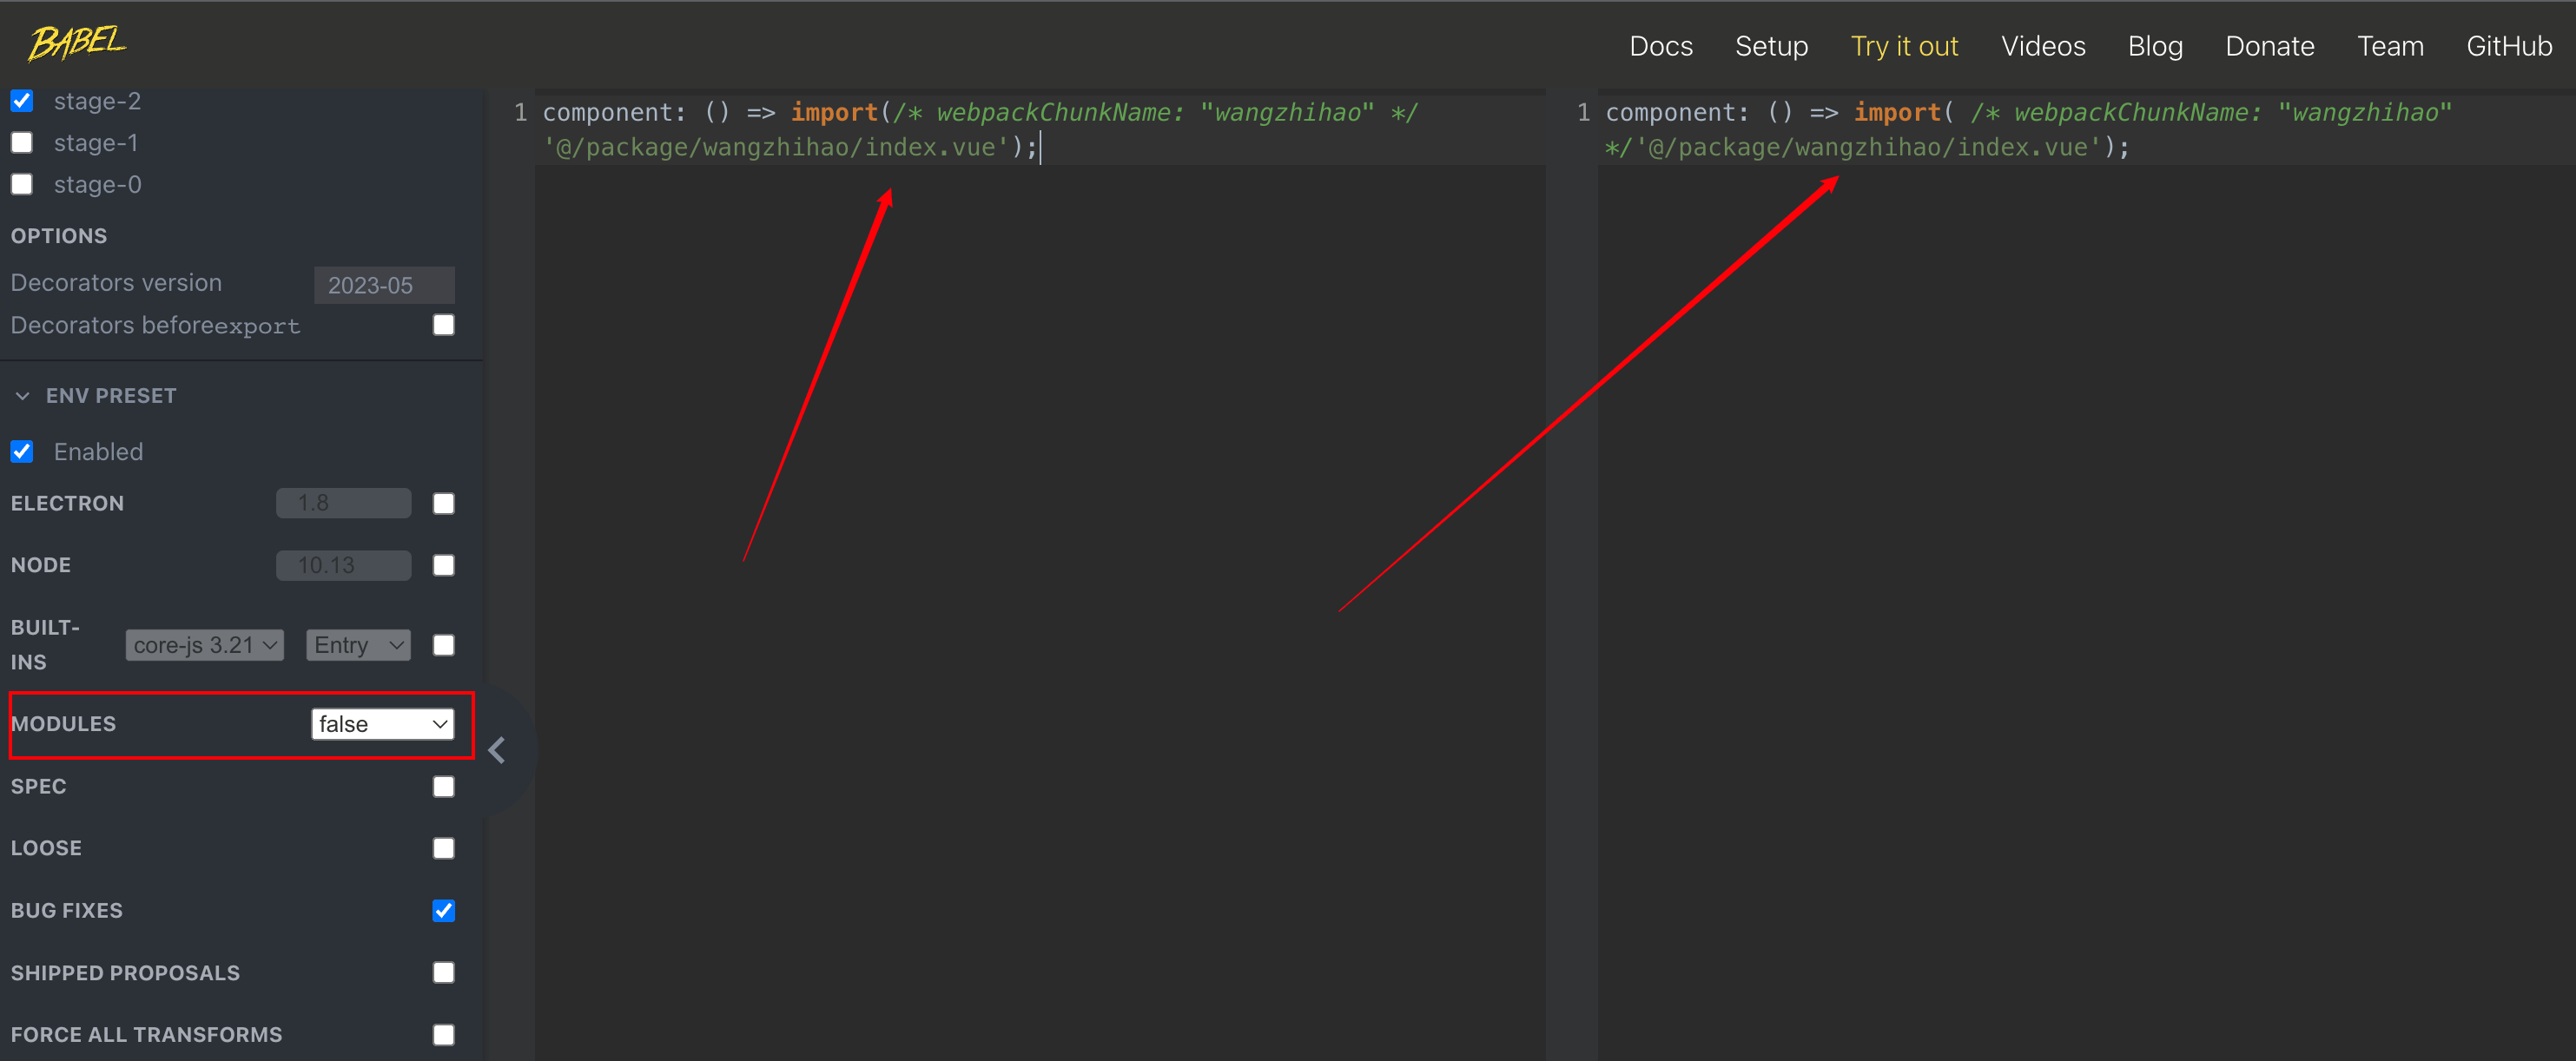 BABEL
Docs Setup Try it out Videos Blog Donate Team GitHub
stage-2
stage-1
stage-0
OPTIONS
Decorators version 2023-05
Decorators beforeexport
ENV PRESET
Enabled
ELECTRON 1.8
NODE 10.13
BUILT-
INS
core-js 3.21 Entry
MODULES false
SPEC
LOOSE
BUG FIXES
SHIPPED PROPOSALS
FORCE ALL TRANSFORMS
1 component: () => import(/* webpackChunkName: "wangzhihao" */
'@/package/wangzhihao/index.vue');
1 component: () => import( /* webpackChunkName: "wangzhihao"
*/'@/package/wangzhihao/index.vue');